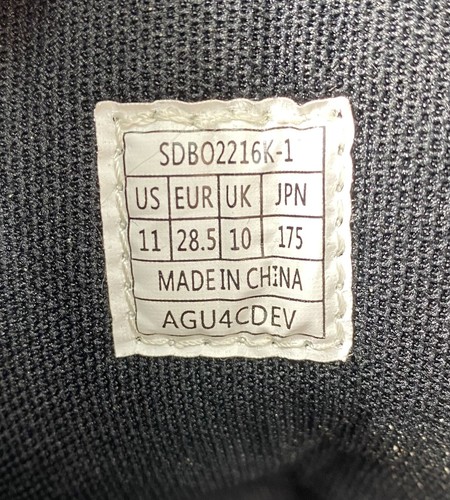 SDBO2216K-1
US EUR UK JPN
11 28.5 10 175
MADE IN CHINA
AGU4CDEV